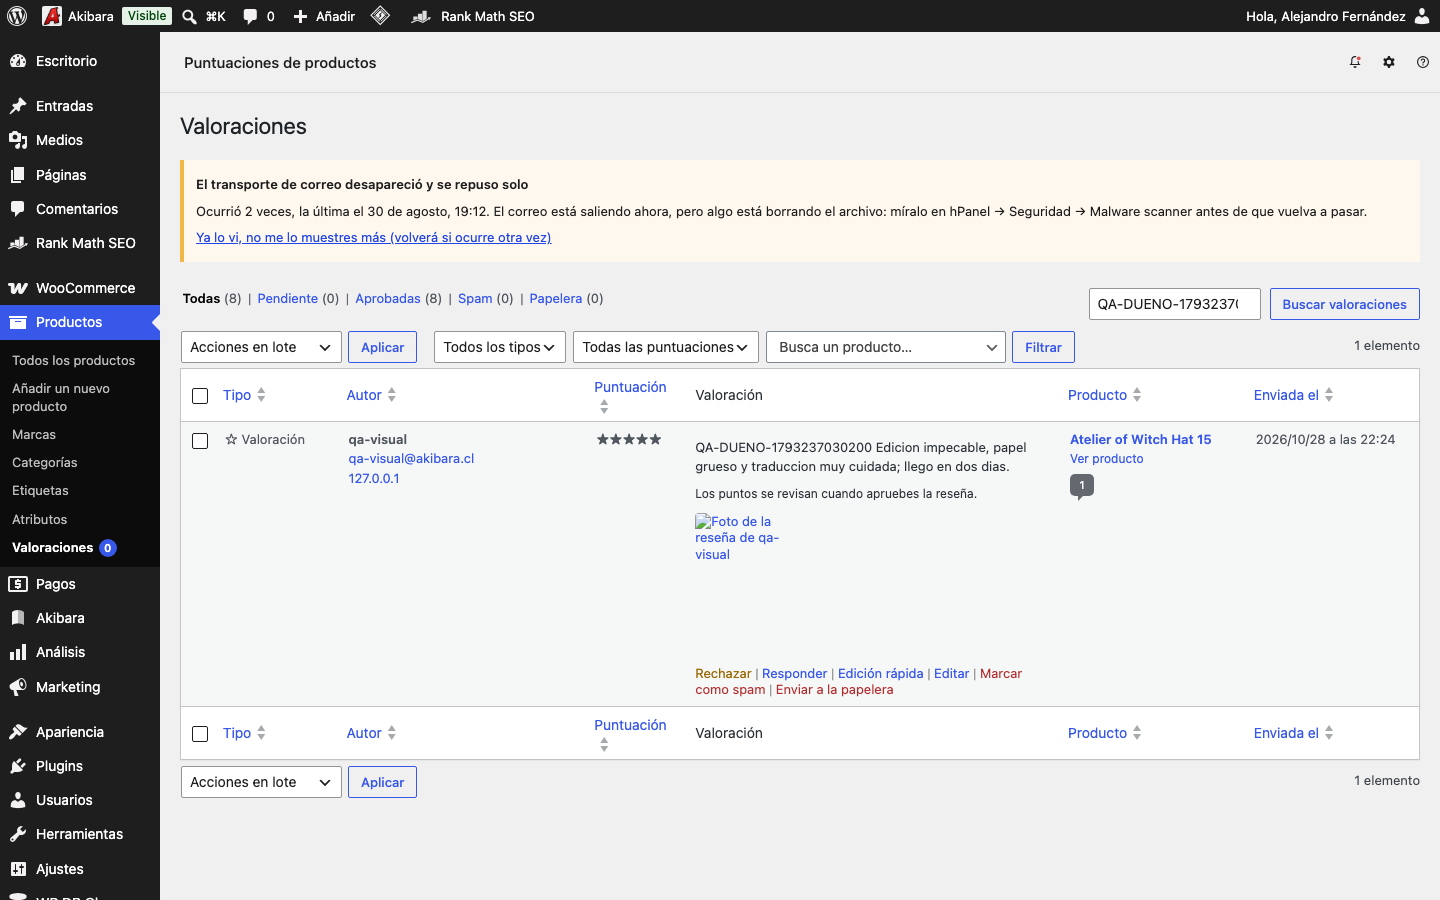 Akibara Visible ⌘K 0 Añadir Rank Math SEO Hola, Alejandro Fernández
Escritorio
Entradas
Medios
Páginas
Comentarios
Rank Math SEO
WooCommerce
Productos
Todos los productos
Añadir un nuevo
producto
Marcas
Categorías
Etiquetas
Atributos
Valoraciones 0
Pagos
Akibara
Análisis
Marketing
Apariencia
Plugins
Usuarios
Herramientas
Ajustes
Puntuaciones de productos
Valoraciones
El transporte de correo desapareció y se repuso solo
Ocurrió 2 veces, la última el 30 de agosto, 19:12. El correo está saliendo ahora, pero algo está borrando el archivo: míralo en hPanel → Seguridad → Malware scanner antes de que vuelva a pasar.
Ya lo vi, no me lo muestres más (volverá si ocurre otra vez)
Todas (8) | Pendiente (0) | Aprobadas (8) | Spam (0) | Papelera (0)
QA-DUENO-1793237 Buscar valoraciones
Acciones en lote Aplicar Todos los tipos Todas las puntuaciones Busca un producto... Filtrar 1 elemento
Tipo Autor Puntuación Valoración Producto Enviada el
☆ Valoración
qa-visual
qa-visual@akibara.cl
127.0.0.1
★★★★★
QA-DUENO-1793237030200 Edicion impecable, papel
grueso y traduccion muy cuidada; llego en dos dias.
Los puntos se revisan cuando apruebes la reseña.
Foto de la
reseña de qa-
visual
Rechazar | Responder | Edición rápida | Editar | Marcar
como spam | Enviar a la papelera
Atelier of Witch Hat 15
Ver producto
1
2026/10/28 a las 22:24
Tipo Autor Puntuación Valoración Producto Enviada el
Acciones en lote Aplicar 1 elemento